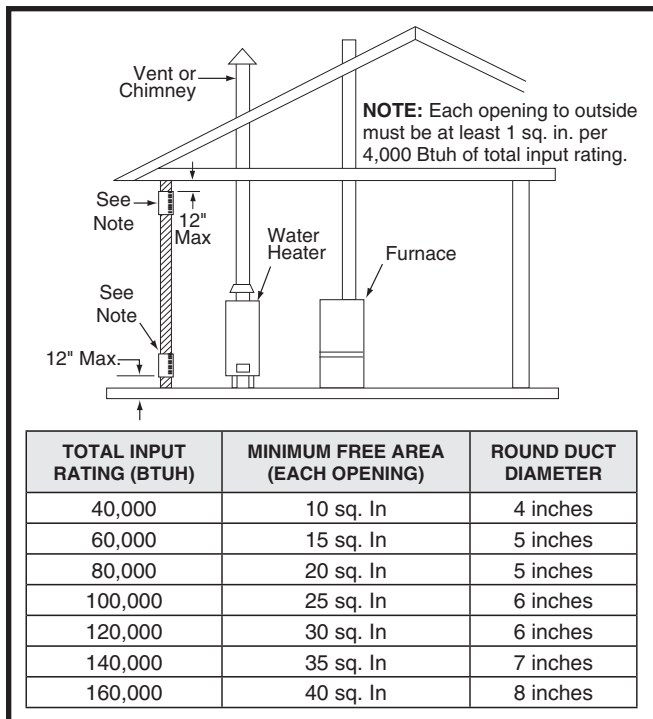 Vent or
Chimney
NOTE: Each opening to outside
must be at least 1 sq. in. per
4,000 Btuh of total input rating.
See
Note
12"
Max
Water
Heater
Furnace
See
Note
12" Max.
TOTAL INPUT
RATING (BTUH)
MINIMUM FREE AREA
(EACH OPENING)
ROUND DUCT
DIAMETER
40,000 10 sq. In 4 inches
60,000 15 sq. In 5 inches
80,000 20 sq. In 5 inches
100,000 25 sq. In 6 inches
120,000 30 sq. In 6 inches
140,000 35 sq. In 7 inches
160,000 40 sq. In 8 inches